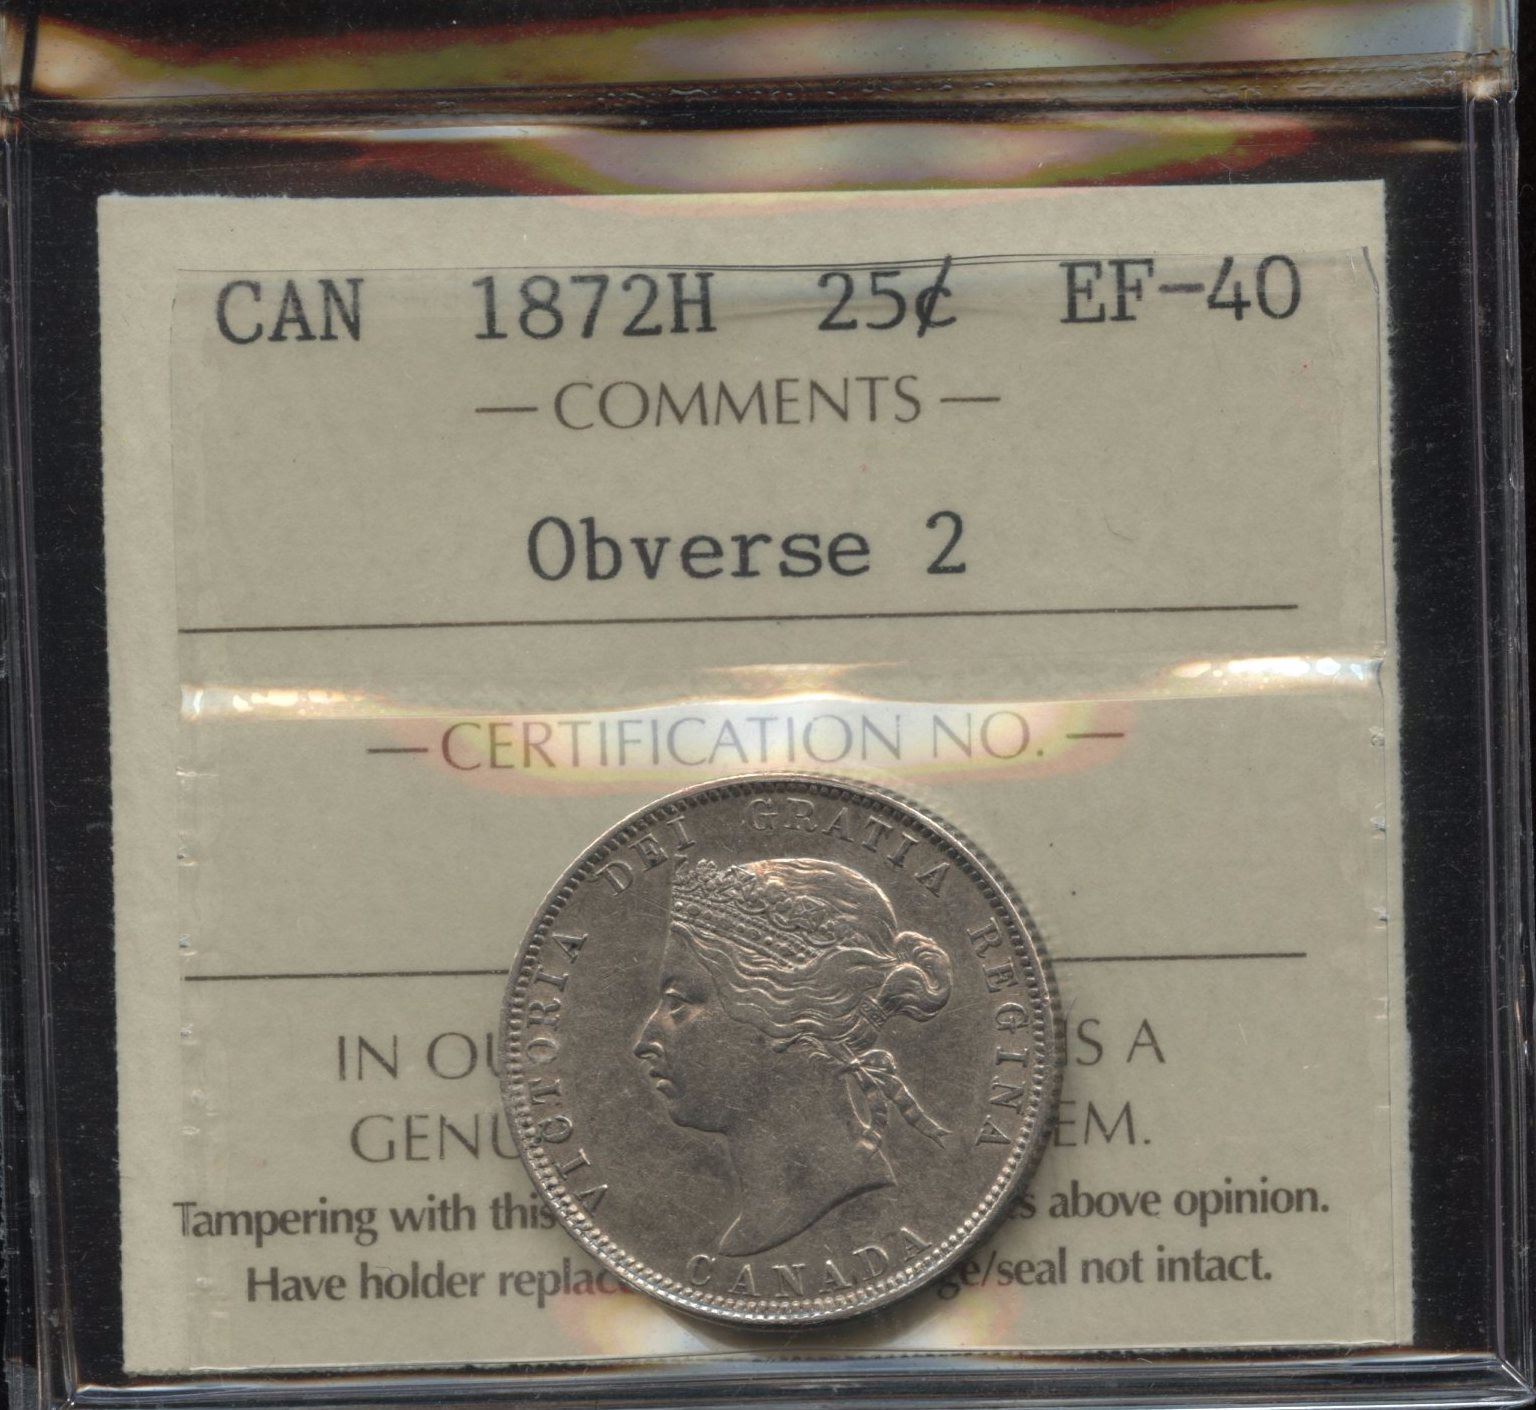 CAN 1872H 25¢ EF-40
— COMMENTS —
Obverse 2
— CERTIFICATION NO. —
VICTORIA DEI GRATIA REGINA
CANADA
IN OU IS A
GENU EM.
Tampering with this s above opinion.
Have holder replac ge/seal not intact.